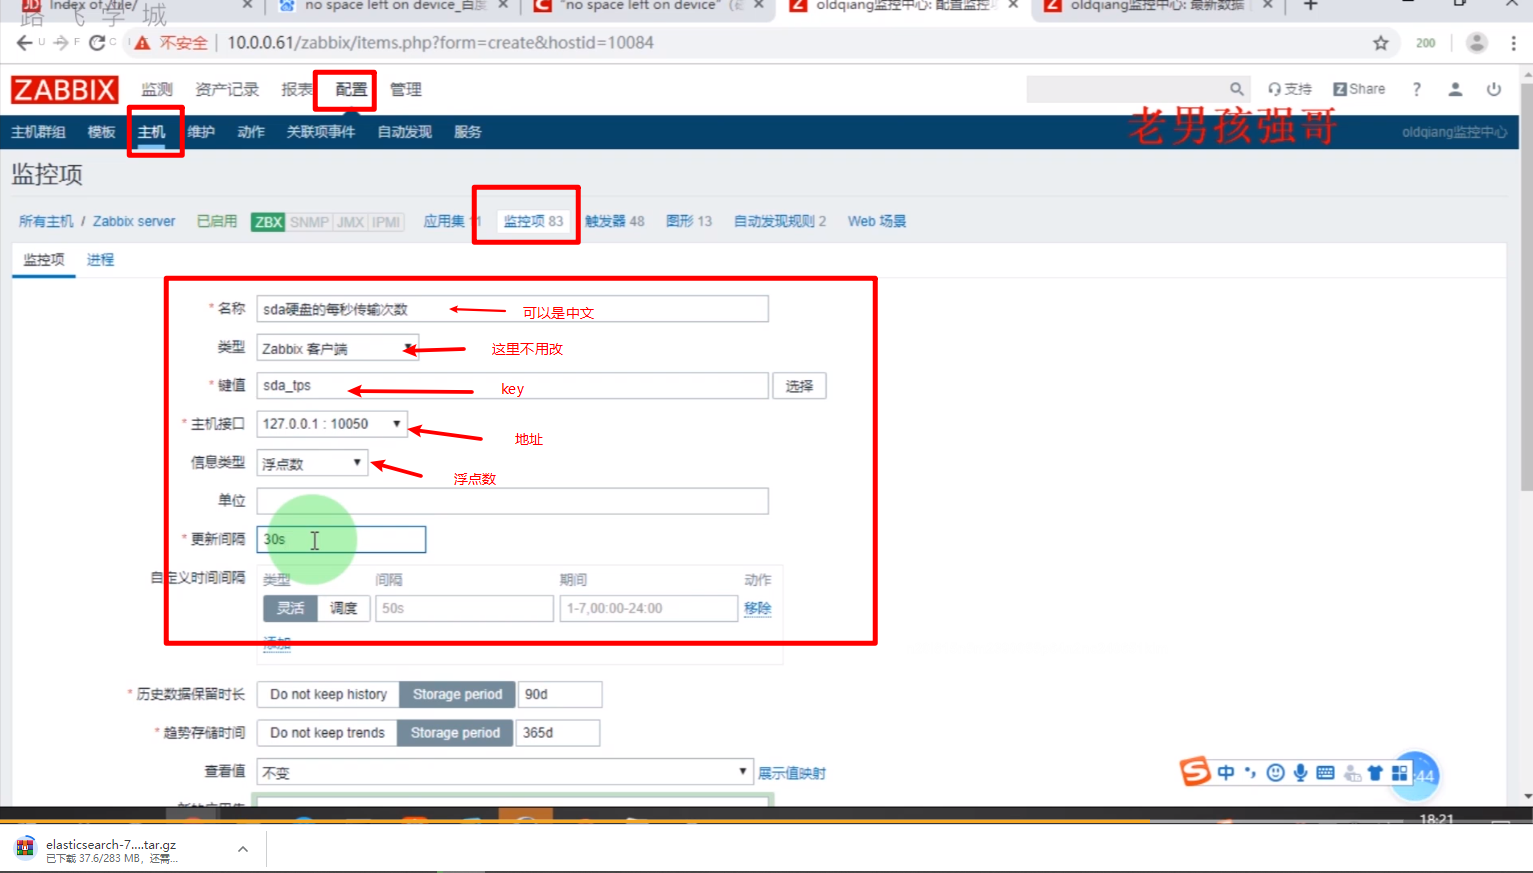 路飞学城
Index of /file/
no space left on device_百度
"no space left on device"
oldqiang监控中心: 配置监控项
oldqiang监控中心: 最新数据
不安全 10.0.0.61/zabbix/items.php?form=create&hostid=10084
200
ZABBIX 监测 资产记录 报表 配置 管理 支持 Share ?
主机群组 模板 主机 维护 动作 关联项事件 自动发现 服务 oldqiang监控中心
老男孩强哥
监控项
所有主机 / Zabbix server 已启用 ZBX SNMP JMX IPMI 应用集 11 监控项 83 触发器 48 图形 13 自动发现规则 2 Web 场景
监控项 进程
* 名称 sda硬盘的每秒传输次数 可以是中文
类型 Zabbix 客户端 这里不用改
* 键值 sda_tps key 选择
* 主机接口 127.0.0.1 : 10050 地址
信息类型 浮点数 浮点数
单位
* 更新间隔 30s
自定义时间间隔 类型 间隔 期间 动作
灵活 调度 50s 1-7,00:00-24:00 移除
添加
* 历史数据保留时长 Do not keep history Storage period 90d
* 趋势存储时间 Do not keep trends Storage period 365d
查看值 不变 展示值映射
中 :44
18:21
elasticsearch-7....tar.gz
已下载 37.6/283 MB，还需...